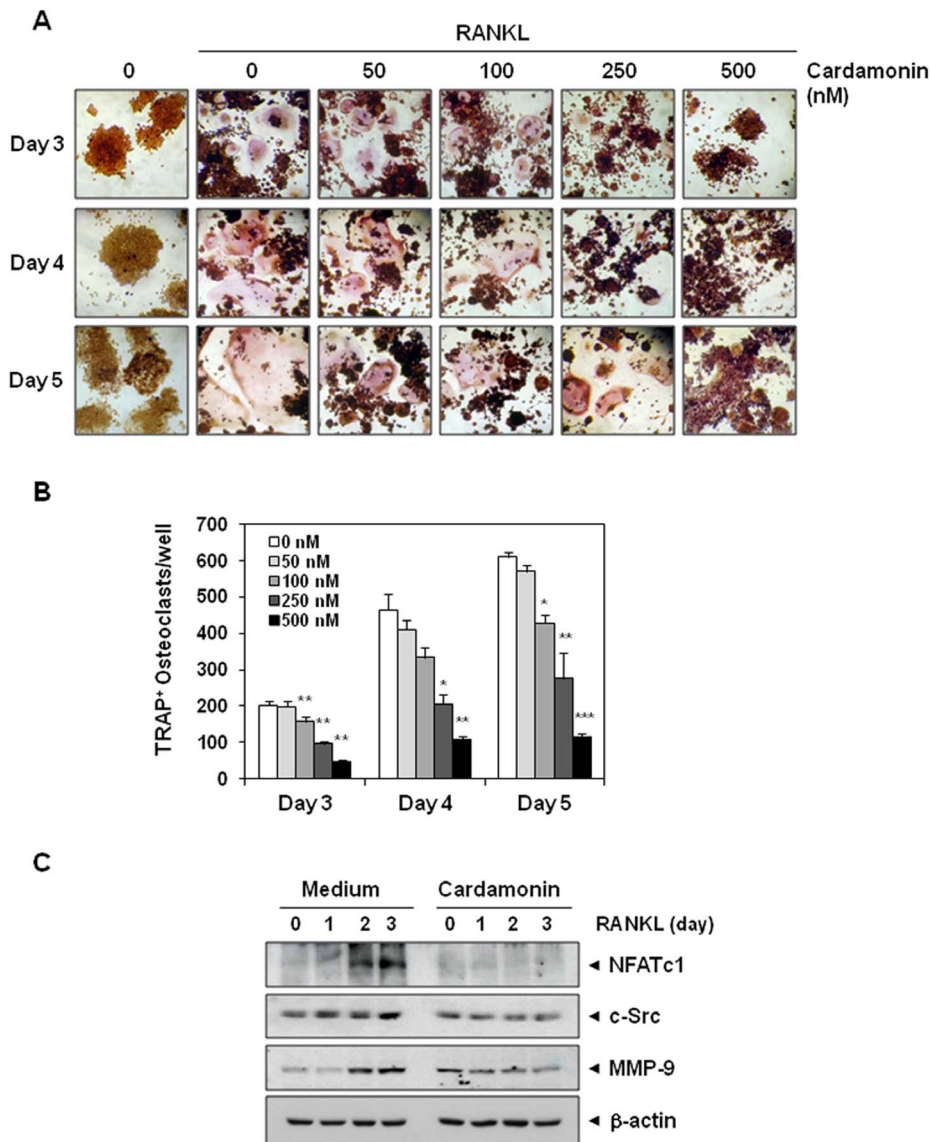 A
RANKL
0 0 50 100 250 500 Cardamonin
(nM)
Day 3
Day 4
Day 5
B
TRAP+ Osteoclasts/well
700
600
500
400
300
200
100
0
0 nM
50 nM
100 nM
250 nM
500 nM
** ** **
* **
* ** ***
Day 3 Day 4 Day 5
C
Medium Cardamonin
0 1 2 3 0 1 2 3 RANKL (day)
◄ NFATc1
◄ c-Src
◄ MMP-9
◄ β-actin